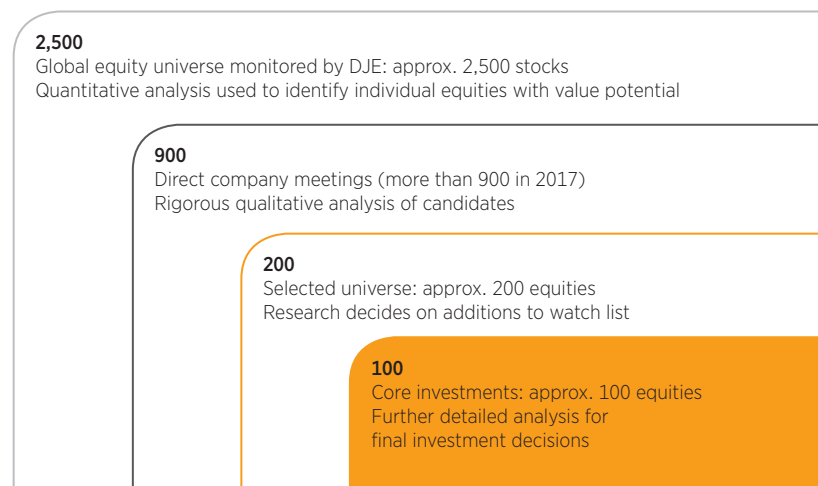 2,500
Global equity universe monitored by DJE: approx. 2,500 stocks
Quantitative analysis used to identify individual equities with value potential
900
Direct company meetings (more than 900 in 2017)
Rigorous qualitative analysis of candidates
200
Selected universe: approx. 200 equities
Research decides on additions to watch list
100
Core investments: approx. 100 equities
Further detailed analysis for
final investment decisions